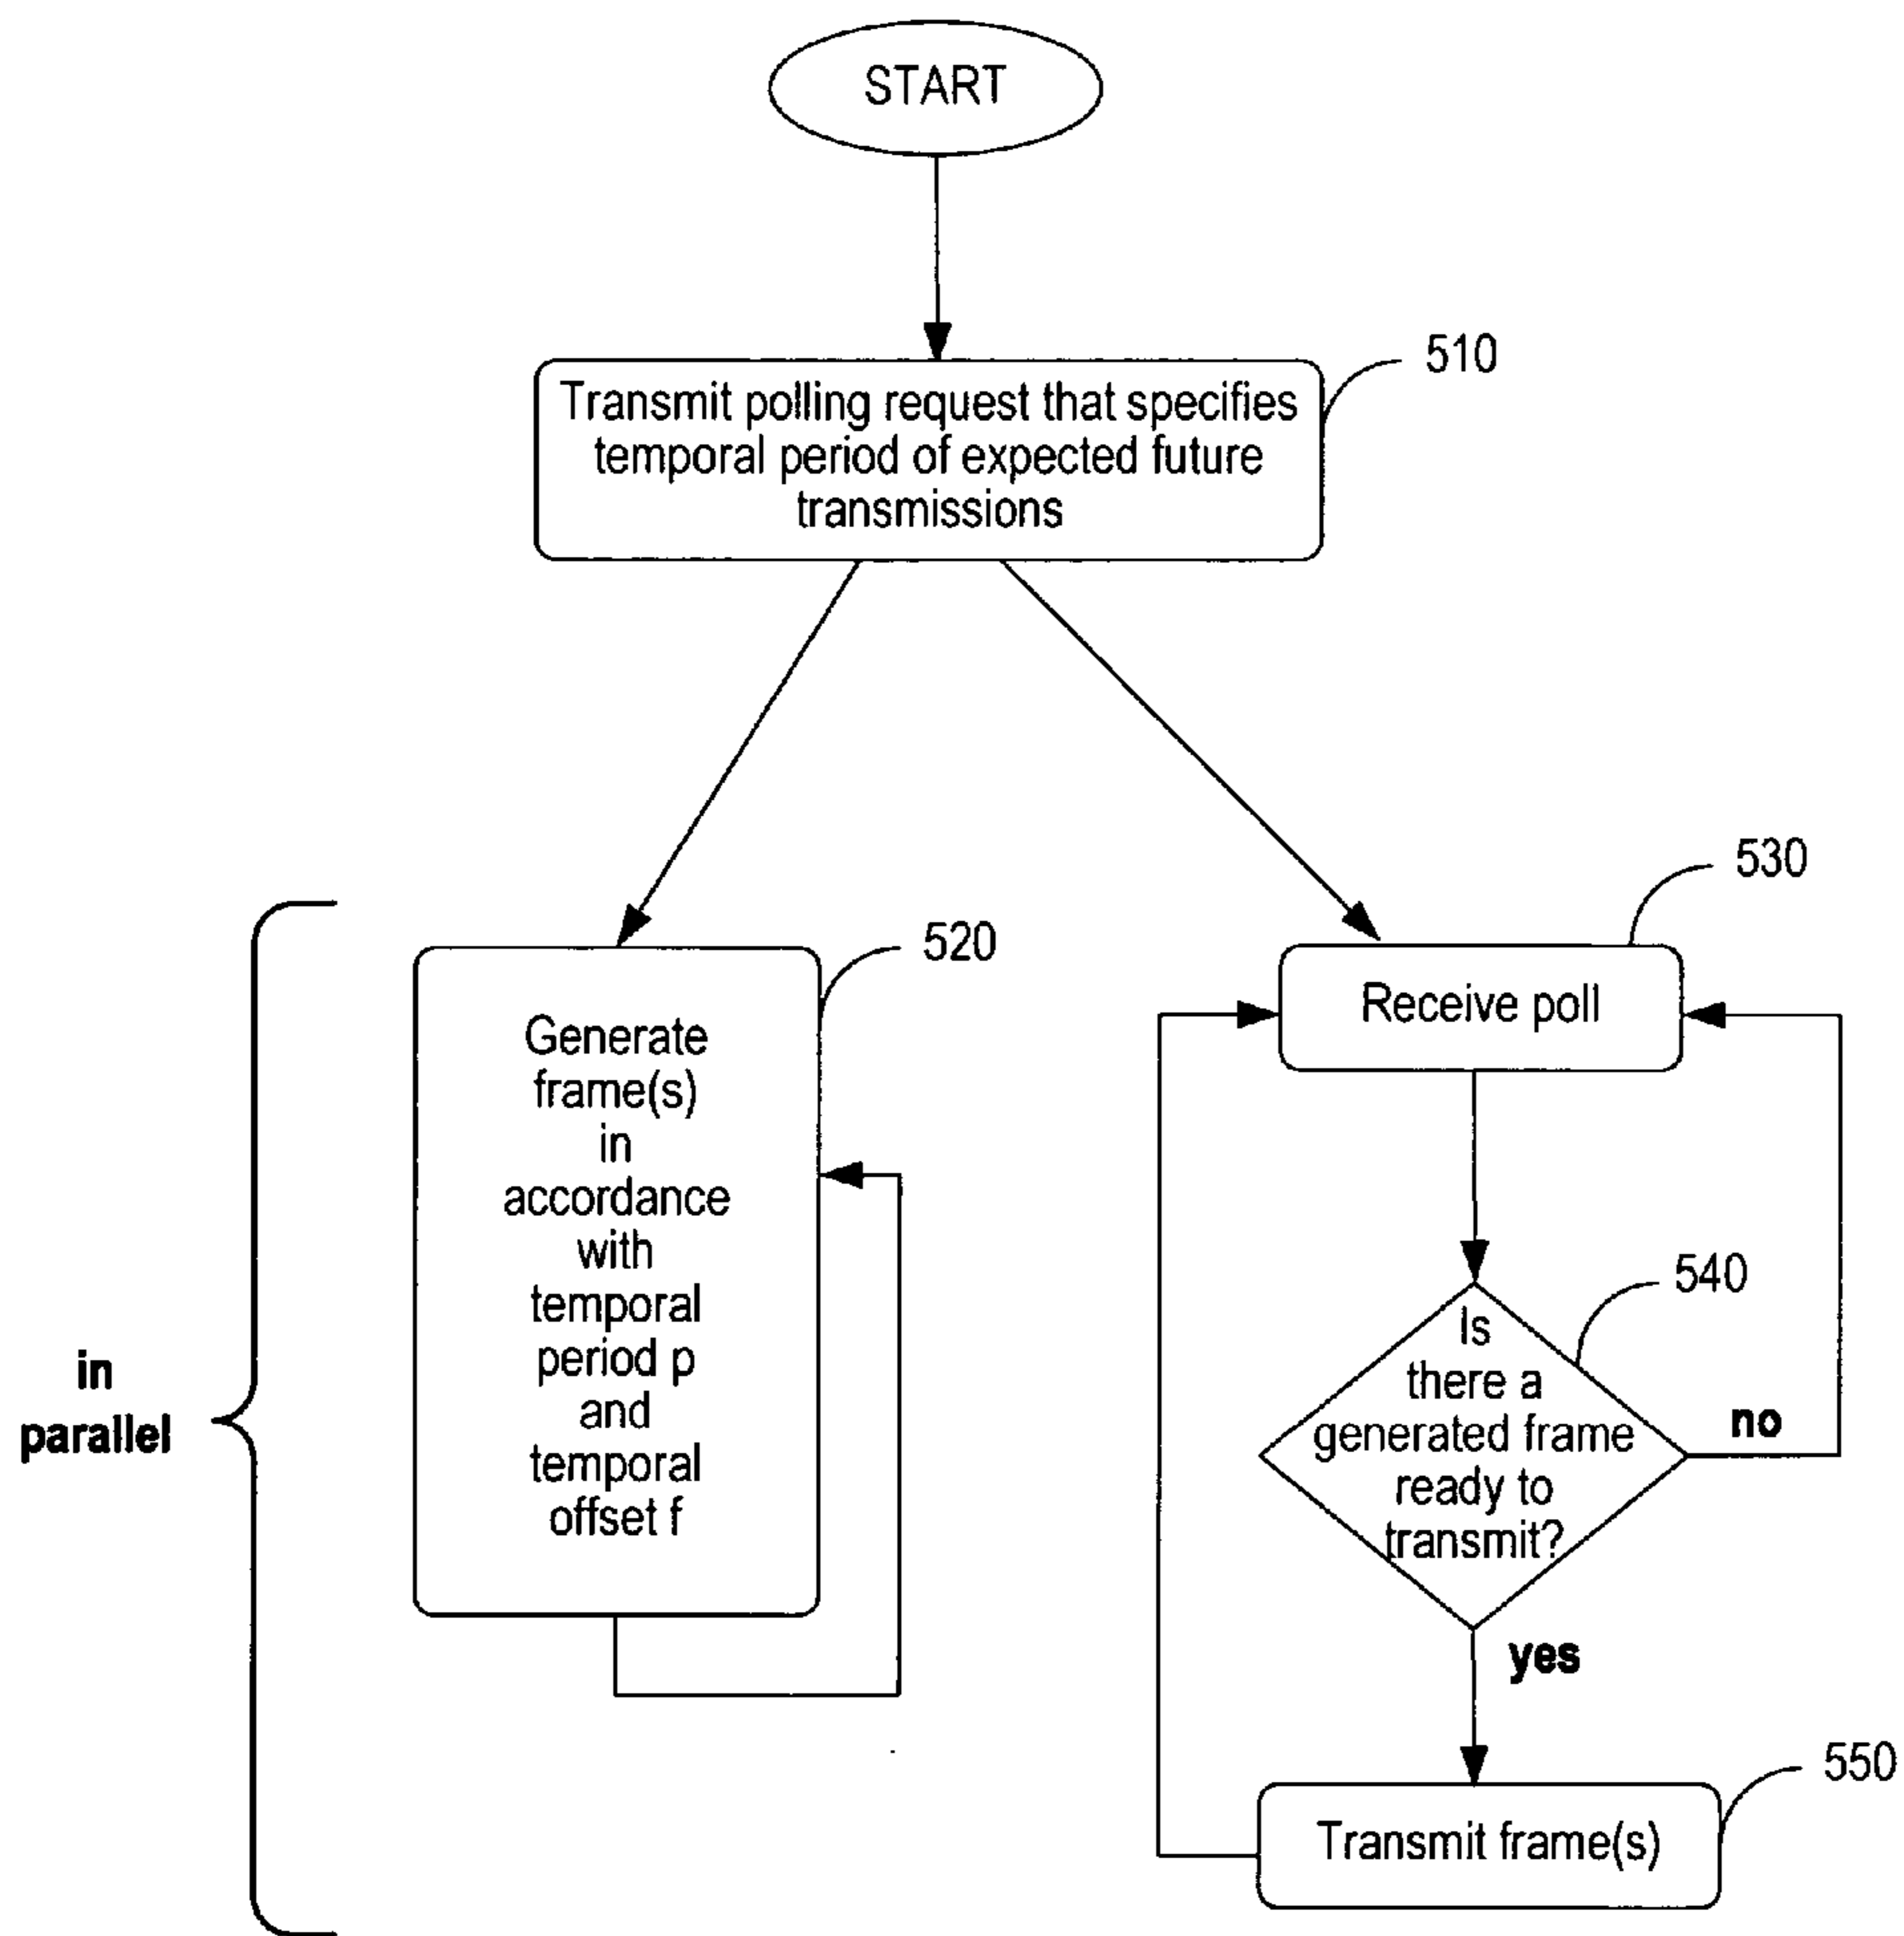 START
510
Transmit polling request that specifies
temporal period of expected future
transmissions
530
520
Receive poll
Generate
frame(s)
in
accordance
with
temporal
period p
and
temporal
offset f
540
Is
there a
generated frame
ready to
transmit?
no
yes
in
parallel
550
Transmit frame(s)